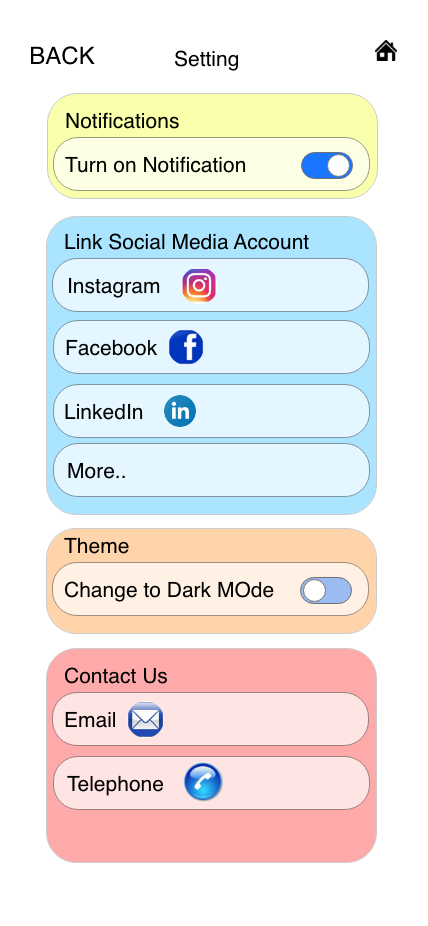 BACK
Setting
Notifications
Turn on Notification
Link Social Media Account
Instagram
Facebook
LinkedIn
More..
Theme
Change to Dark MOde
Contact Us
Email
Telephone